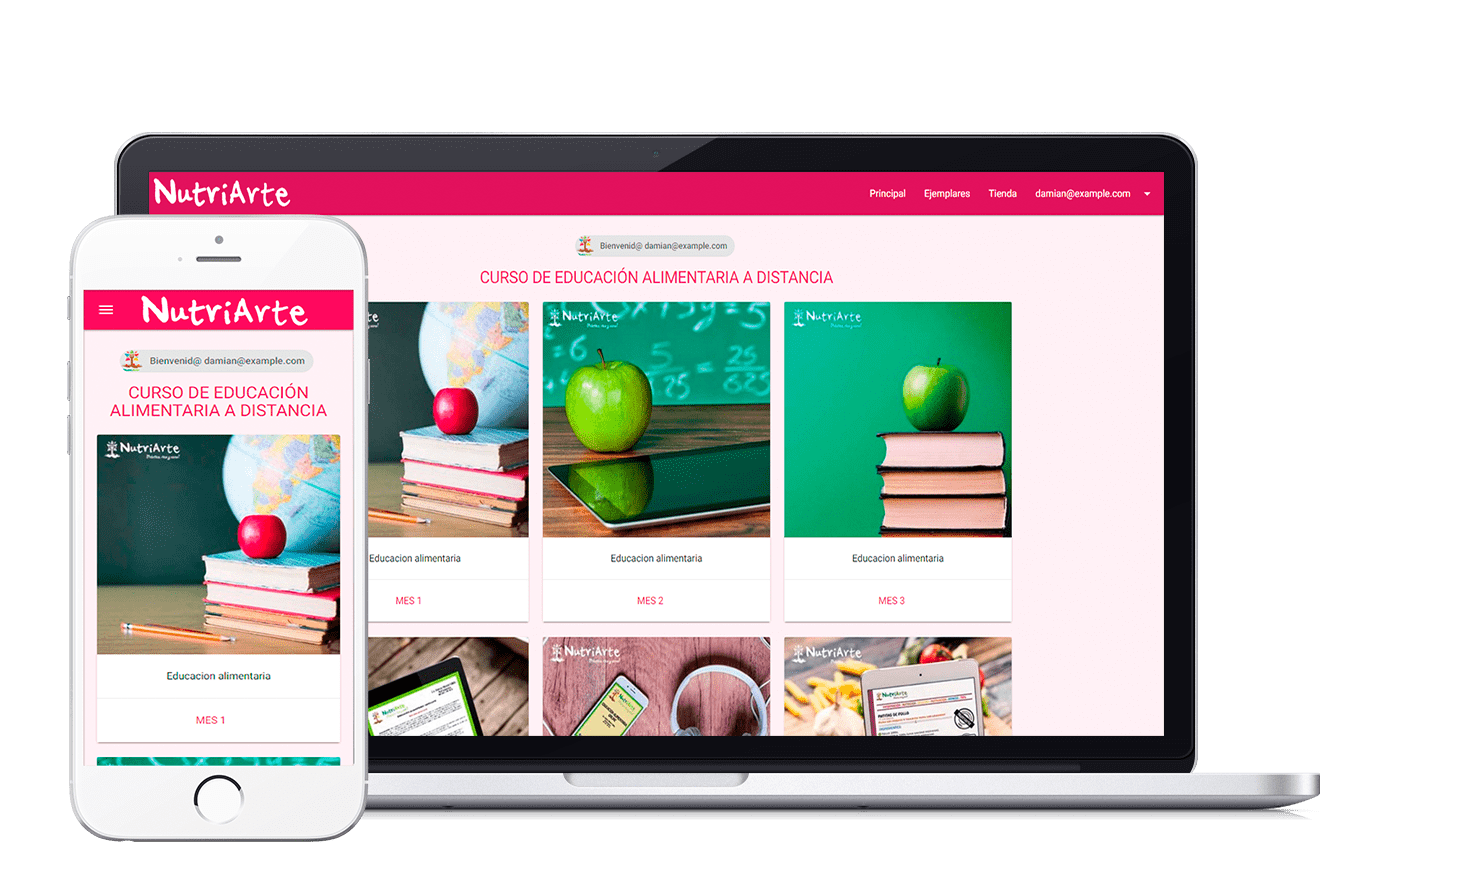 NutriArte
Principal Ejemplares Tienda damian@example.com
Bienvenid@ damian@example.com
CURSO DE EDUCACIÓN ALIMENTARIA A DISTANCIA
NutriArte
NutriArte
Educacion alimentaria
MES 1
Educacion alimentaria
MES 2
Educacion alimentaria
MES 3
NutriArte
NutriArte
NutriArte
NutriArte
Bienvenid@ damian@example.com
CURSO DE EDUCACIÓN
ALIMENTARIA A DISTANCIA
NutriArte
Educacion alimentaria
MES 1